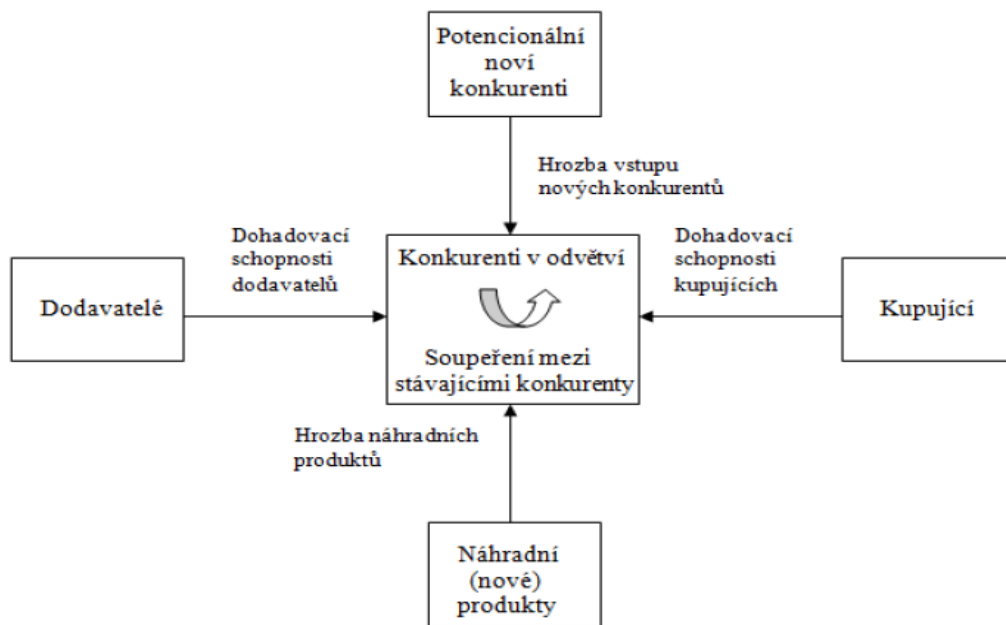 Potencionální
noví
konkurenti
Hrozba vstupu
nových konkurentů
Dohadovací
schopnosti
dodavatelů
Konkurenti v odvětví
Dohadovací
schopnosti
kupujících
Dodavatelé
Kupující
Soupeření mezi
stávajícími konkurenty
Hrozba náhradních
produktů
Náhradní
(nové)
produkty